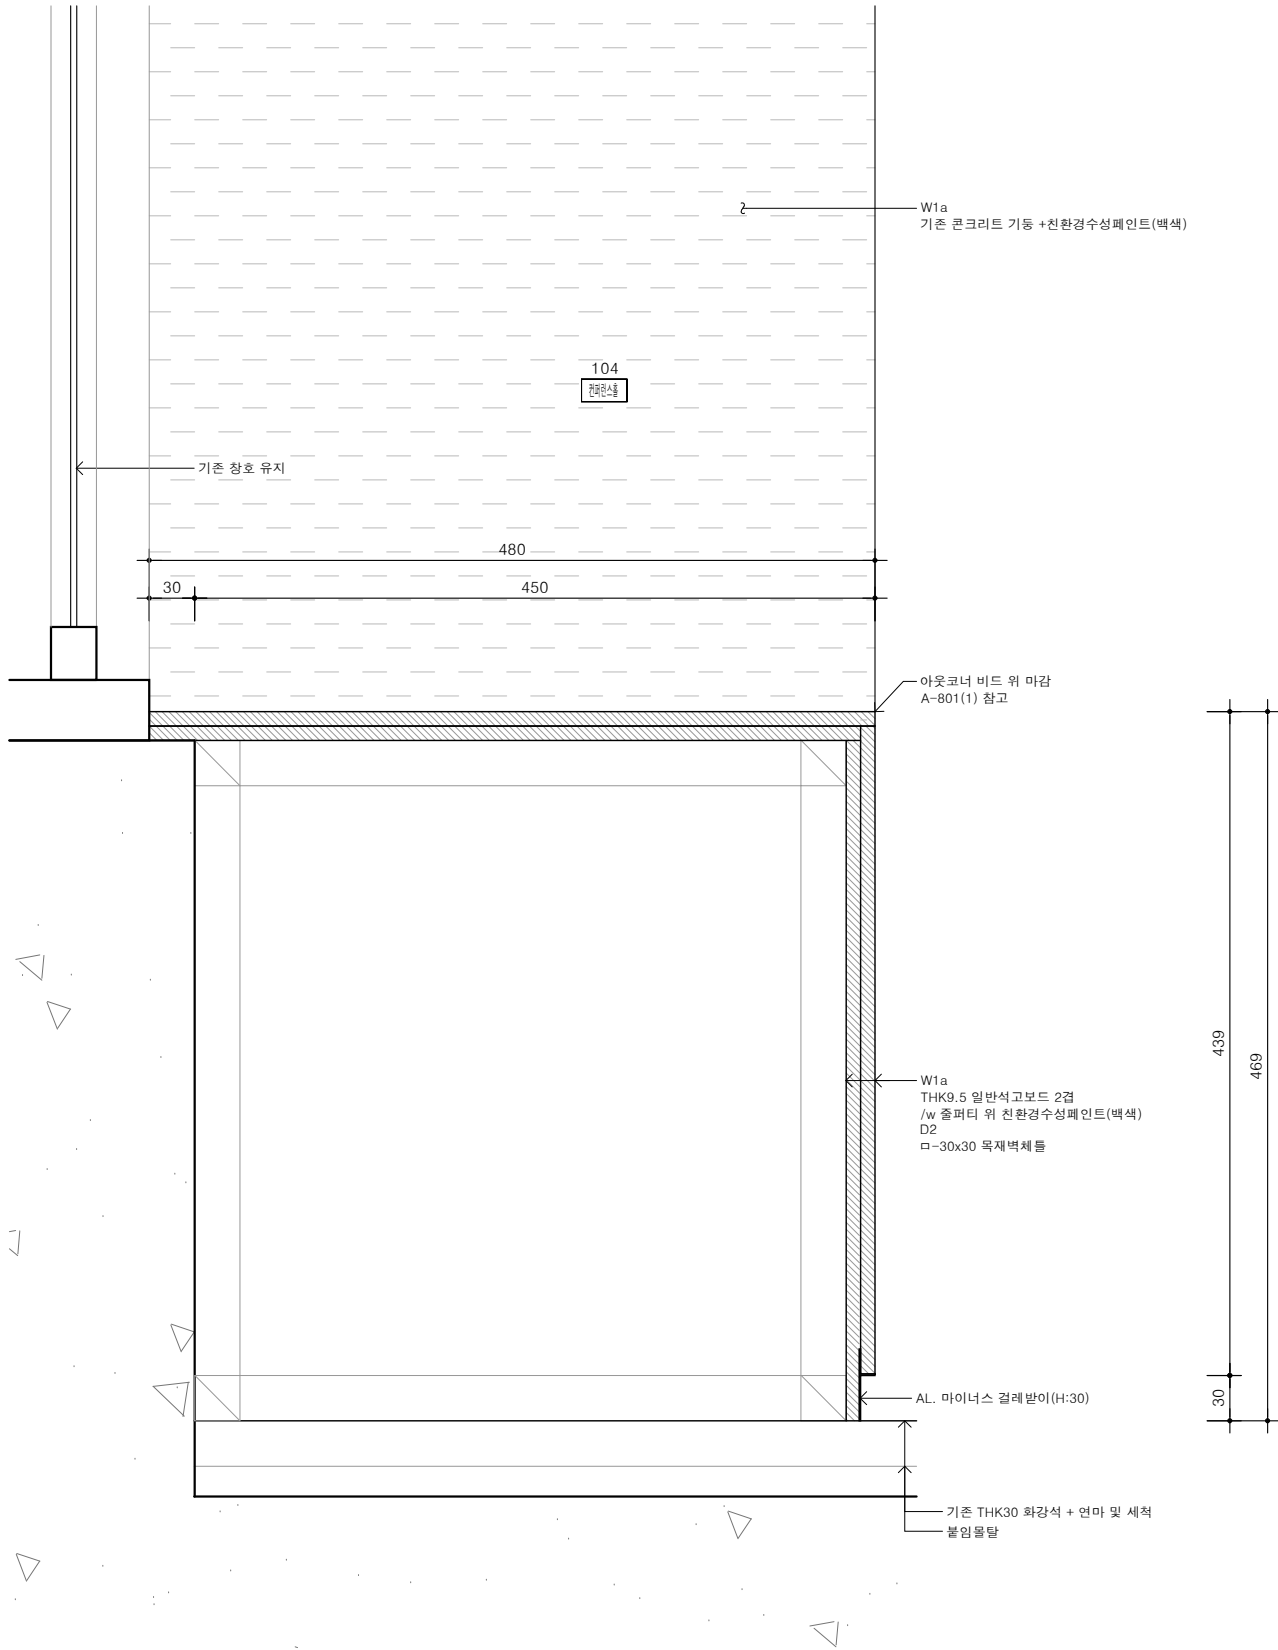 W1a
기존 콘크리트 기둥 +친환경수성페인트(백색)
104
컨퍼런스홀
기존 창호 유지
480
30
450
아웃코너 비드 위 마감
A-801(1) 참고
439
469
W1a
THK9.5 일반석고보드 2겹
/w 줄퍼티 위 친환경수성페인트(백색)
D2
ㅁ-30x30 목재벽체틀
30
AL. 마이너스 걸레받이(H:30)
기존 THK30 화강석 + 연마 및 세척
붙임몰탈